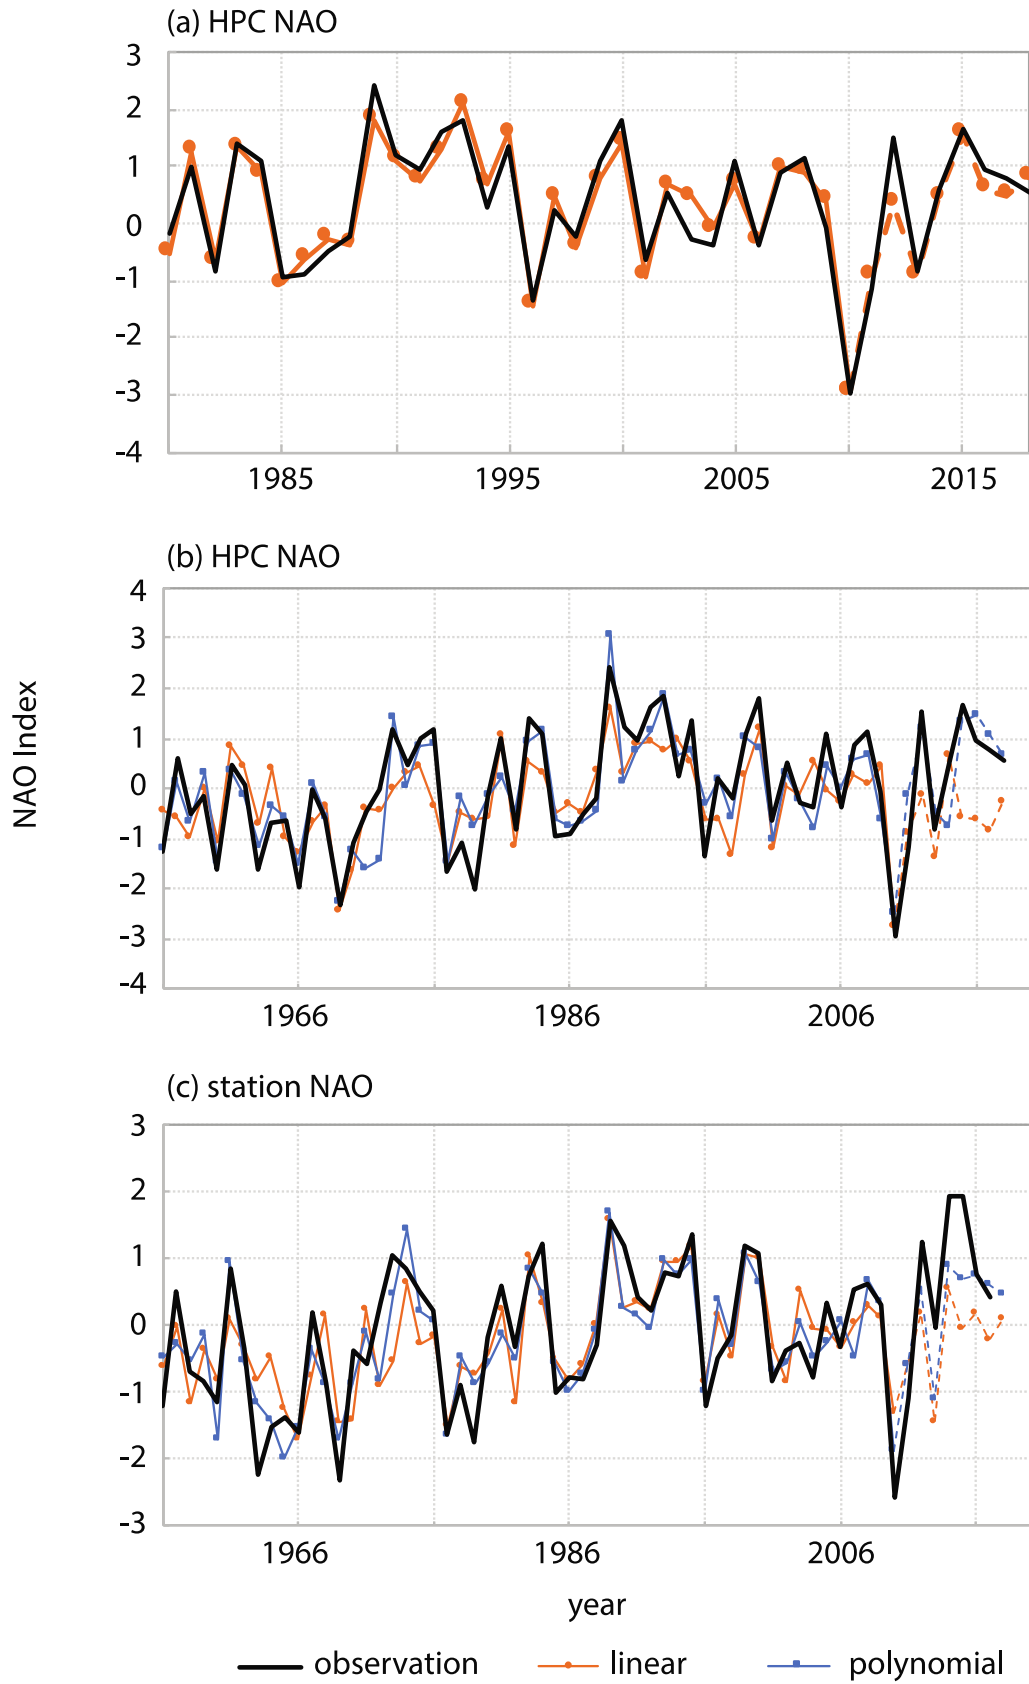 (a) HPC NAO
3
2
1
0
-1
-2
-3
-4
1985 1995 2005 2015
(b) HPC NAO
4
3
2
1
0
-1
-2
-3
-4
1966 1986 2006
NAO Index
(c) station NAO
3
2
1
0
-1
-2
-3
1966 1986 2006
year
observation linear polynomial